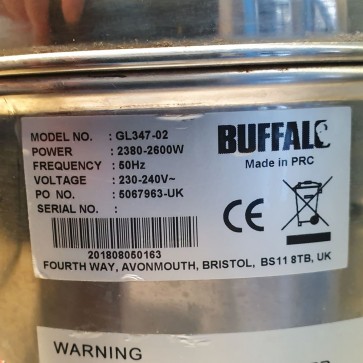 MODEL NO. : GL347-02
POWER : 2380-2600W
FREQUENCY : 50Hz
VOLTAGE : 230-240V~
PO NO. : 5067963-UK
SERIAL NO. :
201808050163
BUFFALO
Made in PRC
CE
FOURTH WAY, AVONMOUTH, BRISTOL, BS11 8TB, UK
WARNING